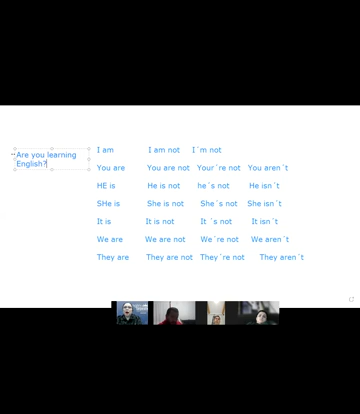 Are you learning
English?
I am I am not I´m not
You are You are not Your´re not You aren´t
HE is He is not he´s not He isn´t
SHe is She is not She´s not She isn´t
It is It is not It ´s not It isn´t
We are We are not We´re not We aren´t
They are They are not They´re not They aren´t